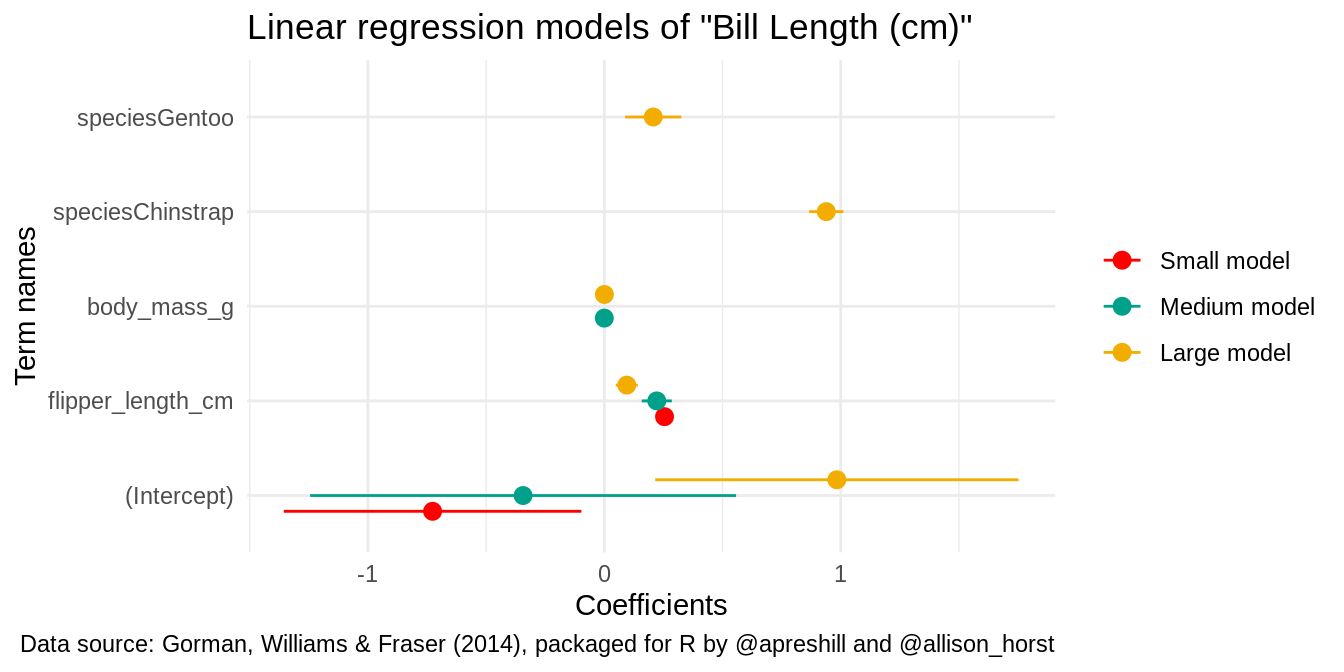 Linear regression models of "Bill Length (cm)"
speciesGentoo
speciesChinstrap
body_mass_g
flipper_length_cm
(Intercept)
Term names
-1 0 1
Coefficients
Small model
Medium model
Large model
Data source: Gorman, Williams & Fraser (2014), packaged for R by @apreshill and @allison_horst